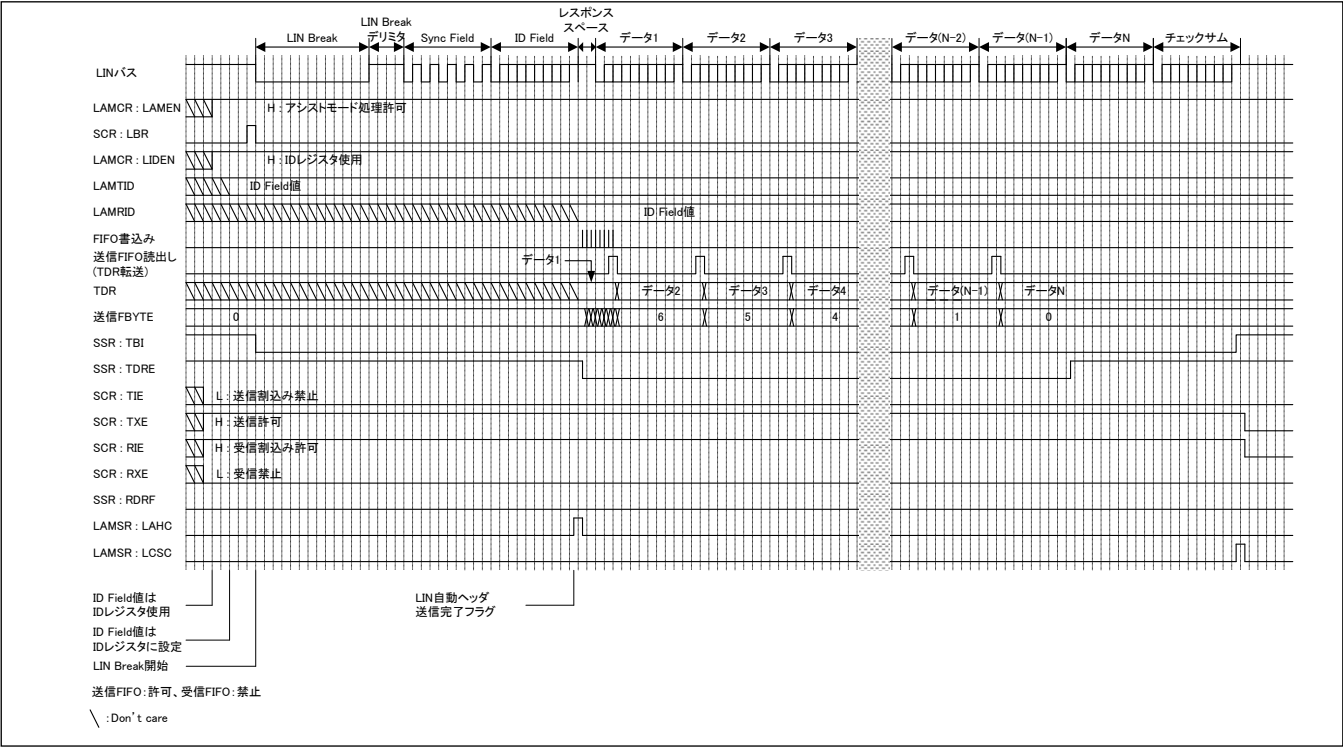 レスポンス
スペース
LIN Break
デリミタ
LIN Break
Sync Field
ID Field
データ1
データ2
データ3
データ(N-2)
データ(N-1)
データN
チェックサム
LINバス
LAMCR : LAMEN
H : アシストモード処理許可
SCR : LBR
LAMCR : LIDEN
H : IDレジスタ使用
LAMTID
ID Field値
LAMRID
ID Field値
FIFO書込み
送信FIFO読出し
(TDR転送)
データ1
TDR
データ2
データ3
データ4
データ(N-1)
データN
送信FBYTE
0
6
5
4
1
0
SSR : TBI
SSR : TDRE
SCR : TIE
L : 送信割込み禁止
SCR : TXE
H : 送信許可
SCR : RIE
H : 受信割込み許可
SCR : RXE
L : 受信禁止
SSR : RDRF
LAMSR : LAHC
LAMSR : LCSC
ID Field値は
IDレジスタ使用
LIN自動ヘッダ
送信完了フラグ
ID Field値は
IDレジスタに設定
LIN Break開始
送信FIFO：許可、受信FIFO：禁止
\ :Don't care